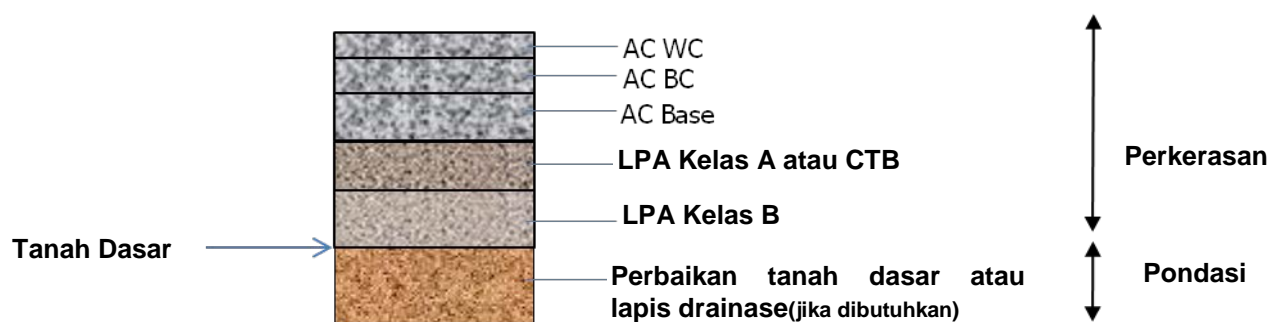 AC WC
AC BC
AC Base
LPA Kelas A atau CTB
Perkerasan
LPA Kelas B
Tanah Dasar
Perbaikan tanah dasar atau
lapis drainase(jika dibutuhkan)
Pondasi